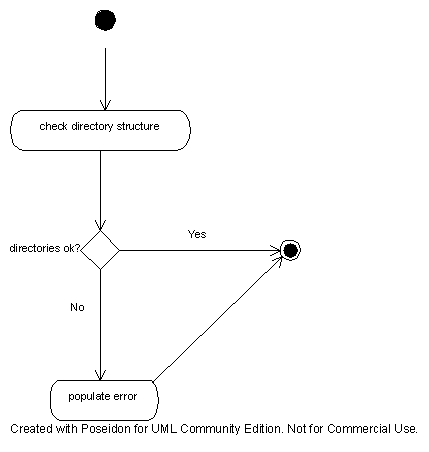 check directory structure
directories ok?
Yes
No
populate error
Created with Poseidon for UML Community Edition. Not for Commercial Use.